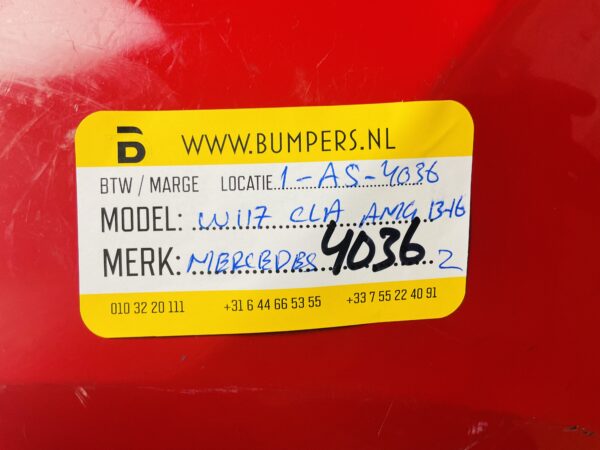 B WWW.BUMPERS.NL
BTW / MARGE LOCATIE 1-AS-4036
MODEL: W117 CLA AMG 13-16
MERK: MERCEDES 4036 2
010 32 20 111 +31 6 44 66 53 55 +33 7 55 22 40 91